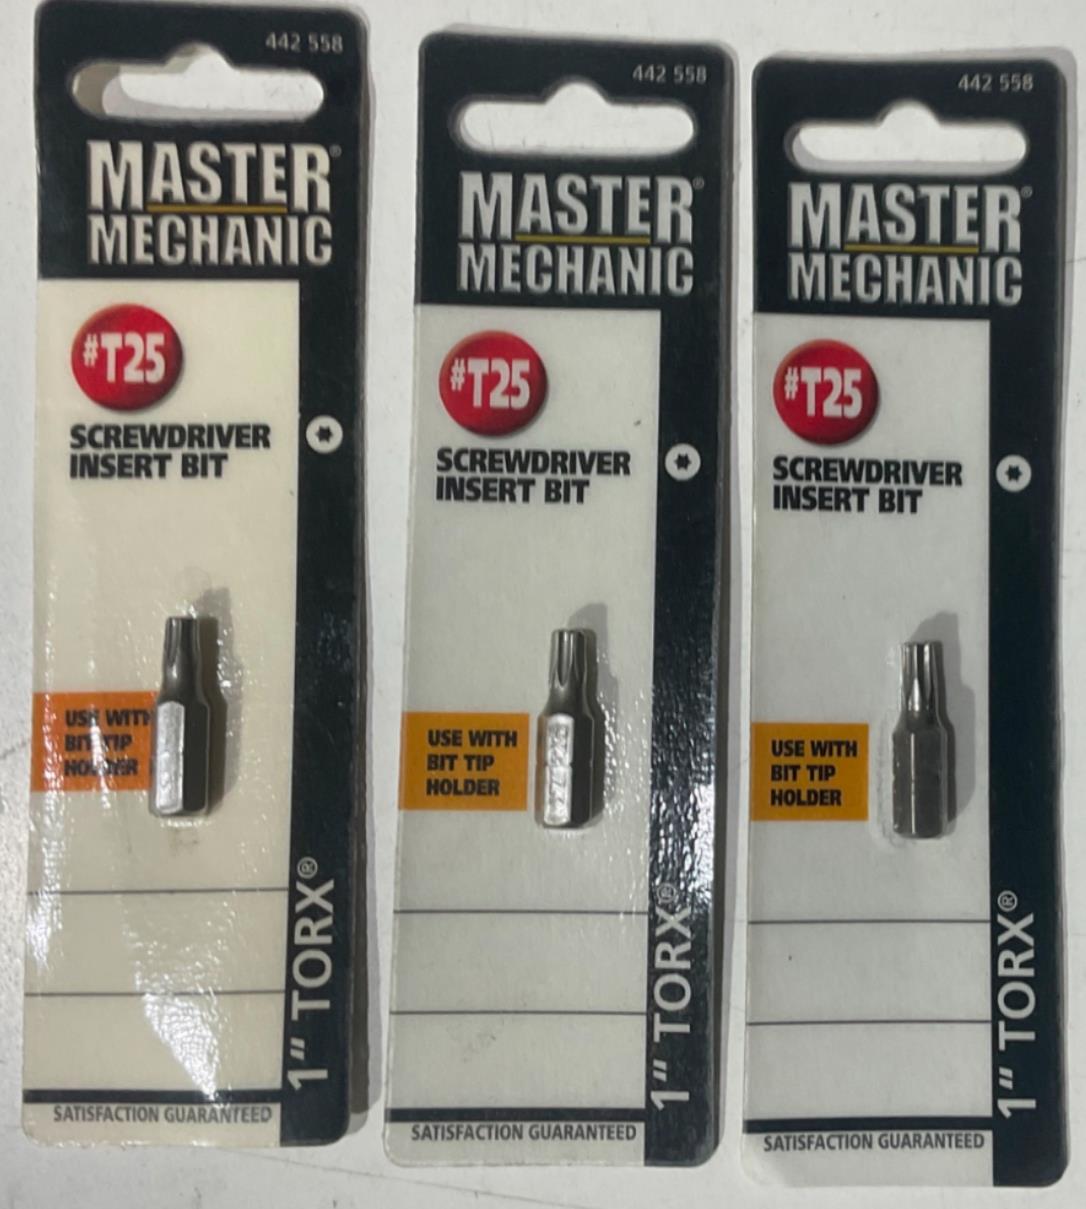 442 558
MASTER®
MECHANIC
#T25
SCREWDRIVER
INSERT BIT
USE WITH
BIT TIP
HOLDER
1" TORX®
SATISFACTION GUARANTEED
442 558
MASTER®
MECHANIC
#T25
SCREWDRIVER
INSERT BIT
USE WITH
BIT TIP
HOLDER
1" TORX®
SATISFACTION GUARANTEED
442 558
MASTER®
MECHANIC
#T25
SCREWDRIVER
INSERT BIT
USE WITH
BIT TIP
HOLDER
1" TORX®
SATISFACTION GUARANTEED